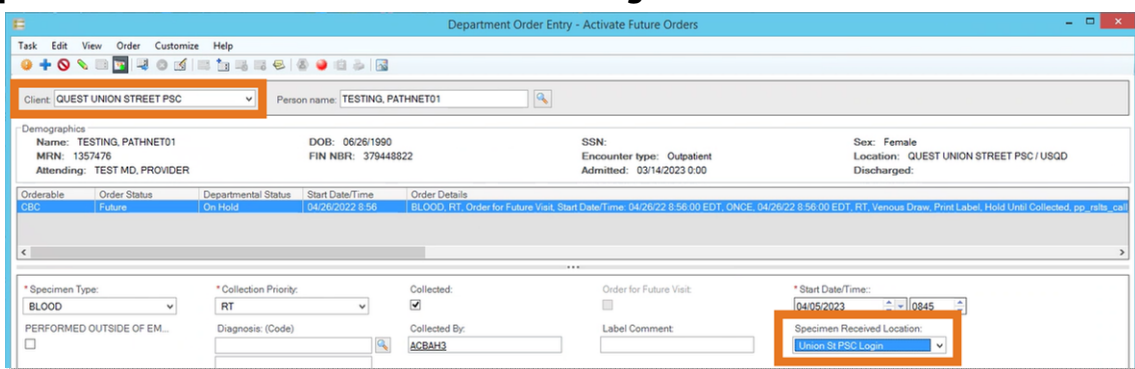 Department Order Entry - Activate Future Orders
Task Edit View Order Customize Help
Client: QUEST UNION STREET PSC Person name: TESTING, PATHNET01
Demographics
Name: TESTING, PATHNET01 DOB: 06/26/1990 SSN: Sex: Female
MRN: 1357476 FIN NBR: 379448822 Encounter type: Outpatient Location: QUEST UNION STREET PSC / USQD
Attending: TEST MD, PROVIDER Admitted: 03/14/2023 0:00 Discharged:
Orderable Order Status Departmental Status Start Date/Time Order Details
CBC Future On Hold 04/26/2022 8:56 BLOOD, RT, Order for Future Visit, Start Date/Time: 04/26/22 8:56:00 EDT, ONCE, 04/26/22 8:56:00 EDT, RT, Venous Draw, Print Label, Hold Until Collected, pp_rslts_call
* Specimen Type: * Collection Priority: Collected: Order for Future Visit: * Start Date/Time::
BLOOD RT 04/05/2023 0845
PERFORMED OUTSIDE OF EM... Diagnosis: (Code) Collected By: Label Comment: Specimen Received Location:
ACBAH3 Union St PSC Login